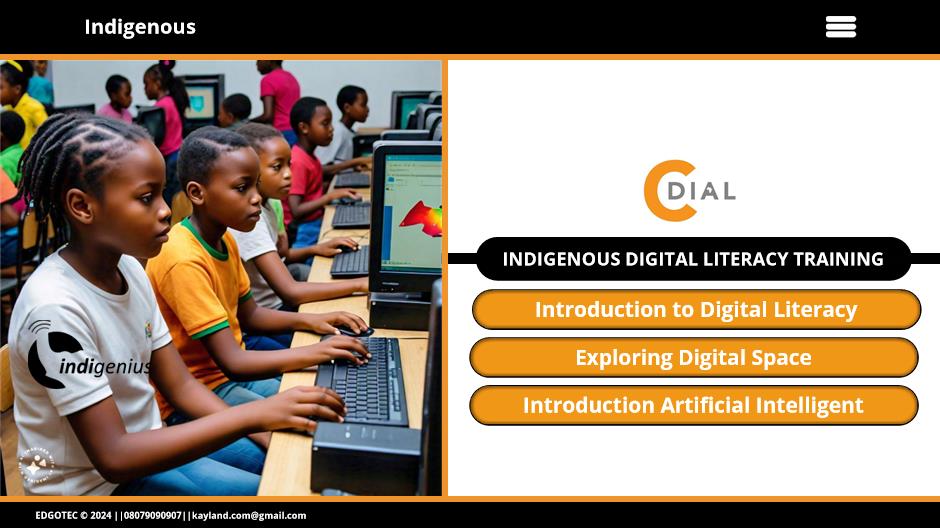 Indigenous
CDIAL
INDIGENOUS DIGITAL LITERACY TRAINING
Introduction to Digital Literacy
Exploring Digital Space
Introduction Artificial Intelligent
indigenius
EDGOTEC © 2024 ||08079090907||kayland.com@gmail.com